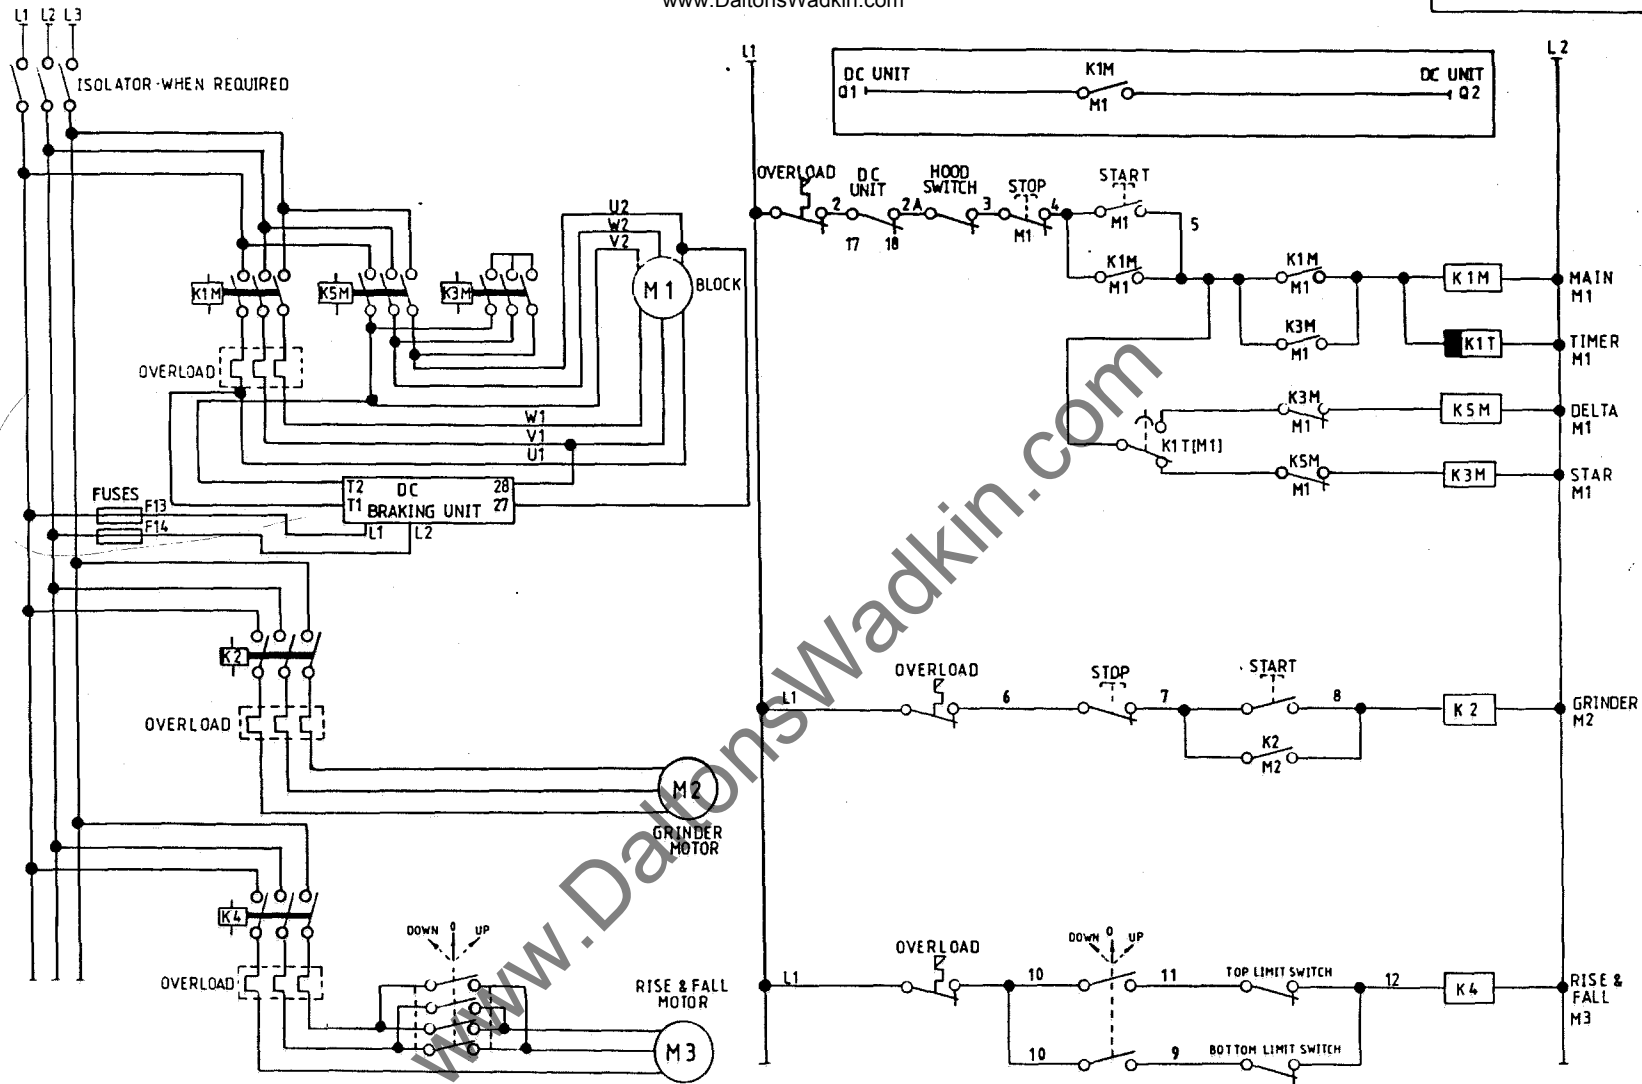 www.DaltonsWadkin.com
L1 L2 L3
ISOLATOR-WHEN REQUIRED
K1M
K5M
K3M
OVERLOAD
U2
W2
V2
M1
BLOCK
W1
V1
U1
FUSES
F13
F14
T2 DC 28
T1 BRAKING UNIT 27
L1 L2
K2
OVERLOAD
M2
GRINDER
MOTOR
K4
OVERLOAD
DOWN 0 UP
RISE & FALL
MOTOR
M3
L1
L2
DC UNIT
Q1
K1M
M1
DC UNIT
Q2
OVERLOAD
2
DC
UNIT
17 18
2A
HOOD
SWITCH
3
STOP
M1
4
START
M1
5
K1M
M1
K1M
M1
K1M
MAIN
M1
K3M
M1
K1T
TIMER
M1
K3M
M1
K5M
DELTA
M1
K1T[M1]
K5M
M1
K3M
STAR
M1
L1
OVERLOAD
6
STOP
7
START
8
K2
M2
K2
GRINDER
M2
L1
OVERLOAD
10
DOWN 0 UP
11
TOP LIMIT SWITCH
12
K4
RISE &
FALL
M3
10
9
BOTTOM LIMIT SWITCH
www.DaltonsWadkin.com